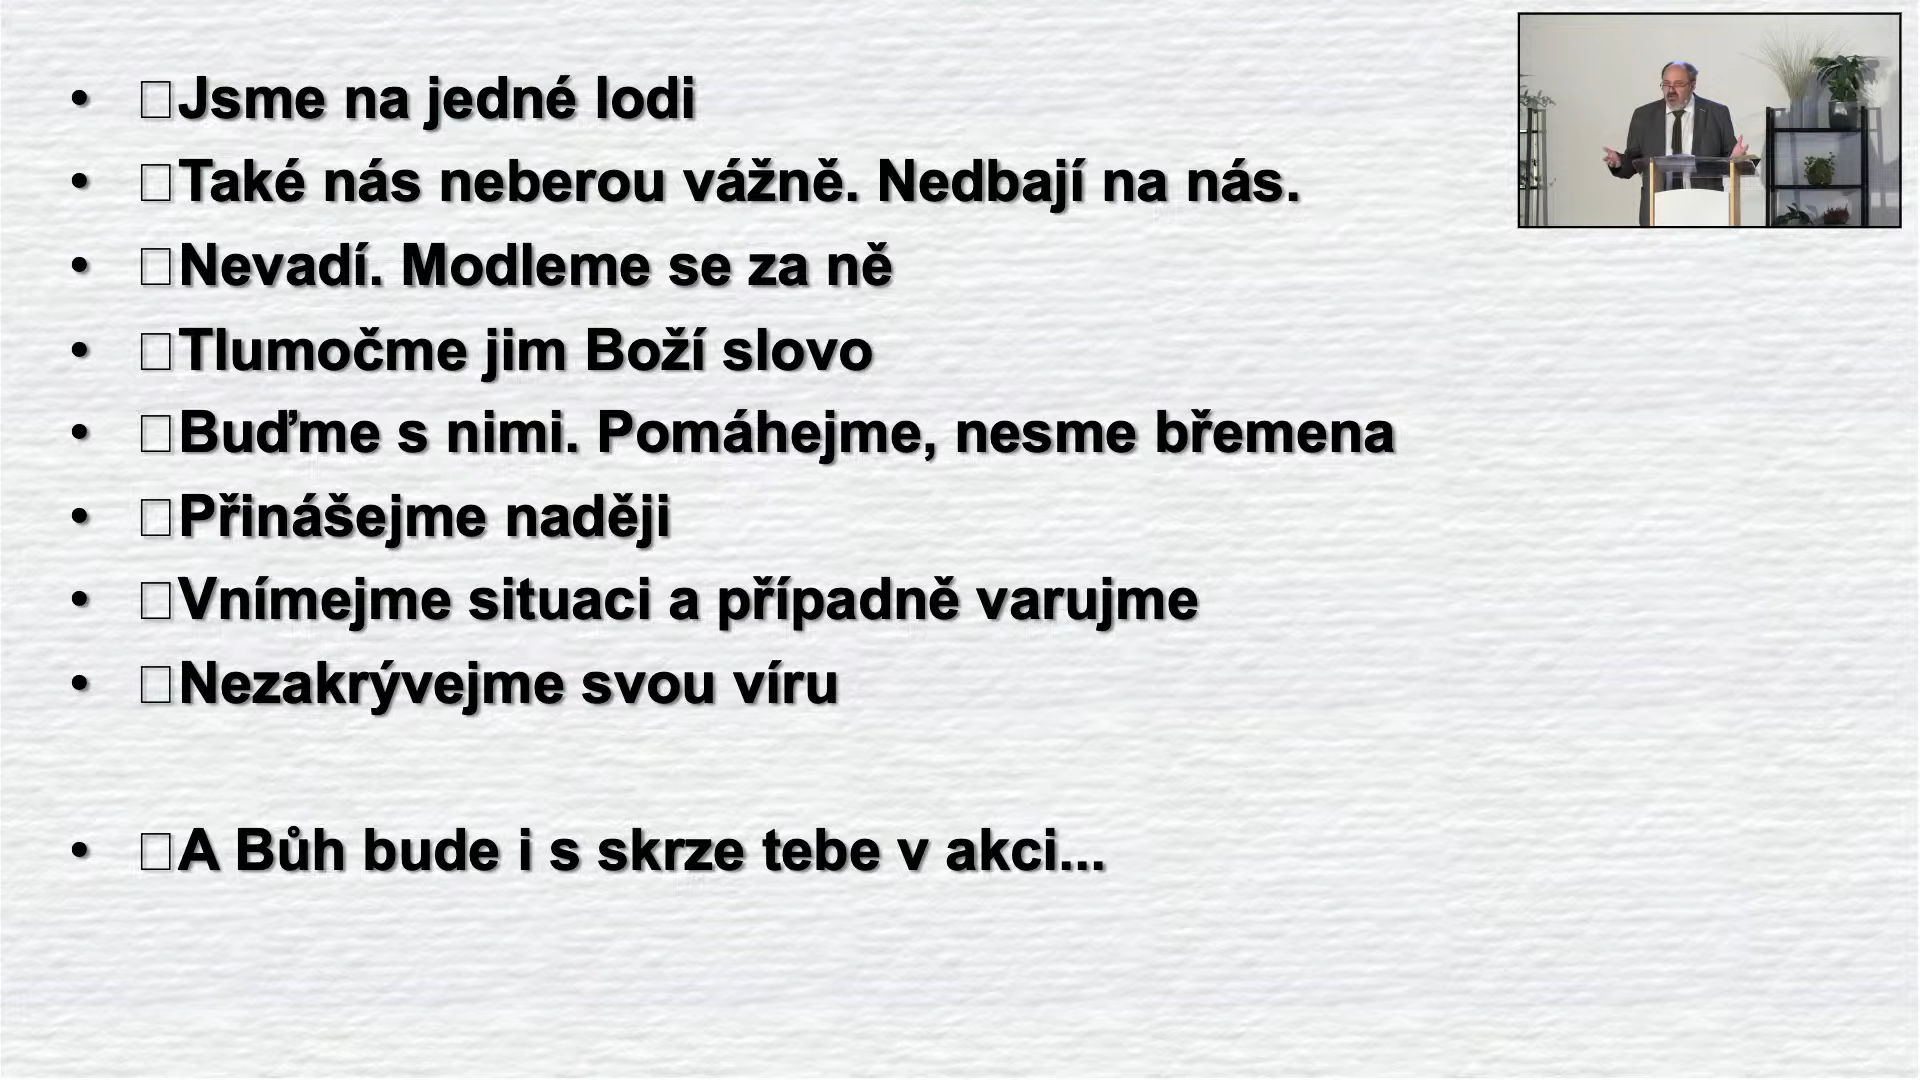 • □Jsme na jedné lodi
• □Také nás neberou vážně. Nedbají na nás.
• □Nevadí. Modleme se za ně
• □Tlumočme jim Boží slovo
• □Buďme s nimi. Pomáhejme, nesme břemena
• □Přinášejme naději
• □Vnímejme situaci a případně varujme
• □Nezakrývejme svou víru
• □A Bůh bude i s skrze tebe v akci...